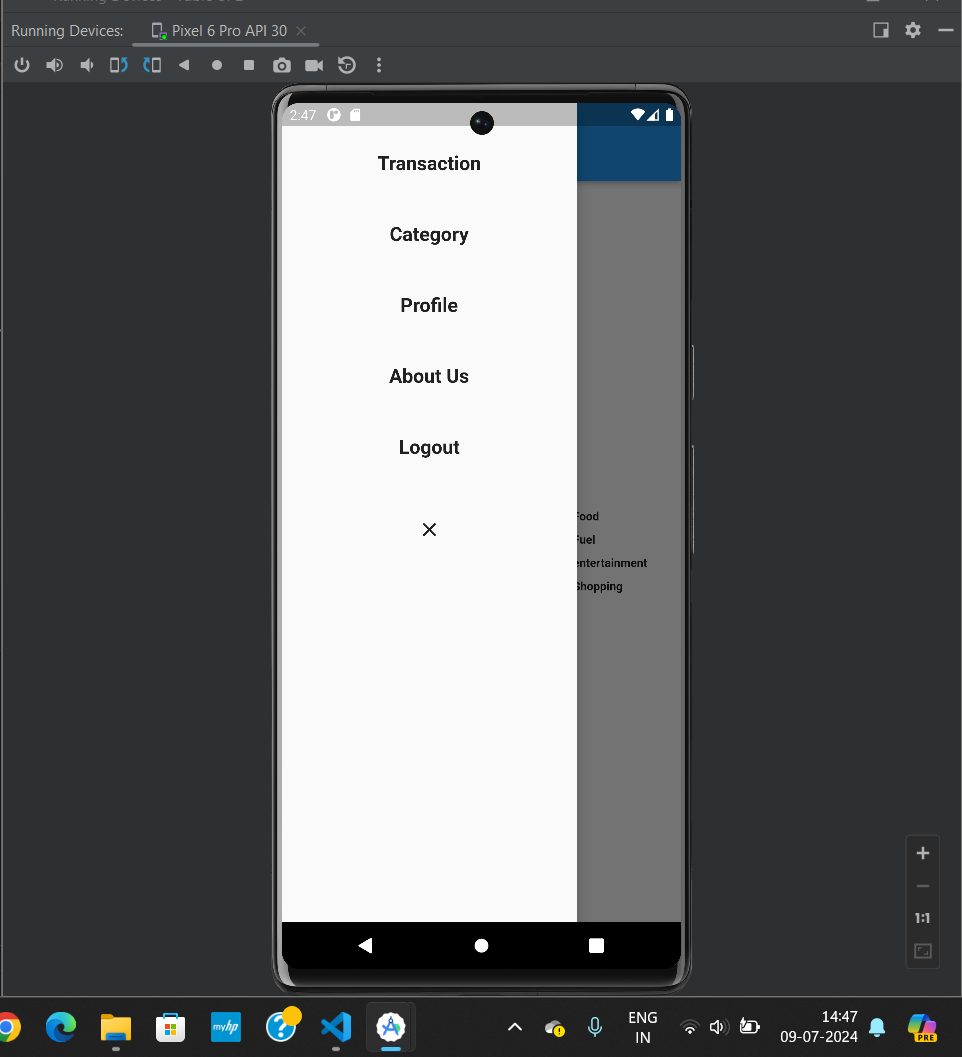 Running Devices:
Pixel 6 Pro API 30
2:47
Transaction
Category
Profile
About Us
Logout
Food
Fuel
entertainment
Shopping
1:1
myhp
ENG
IN
14:47
09-07-2024
PRE